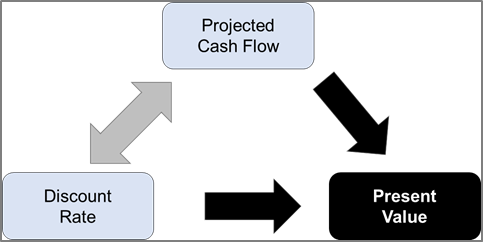 Projected
Cash Flow
Discount
Rate
Present
Value